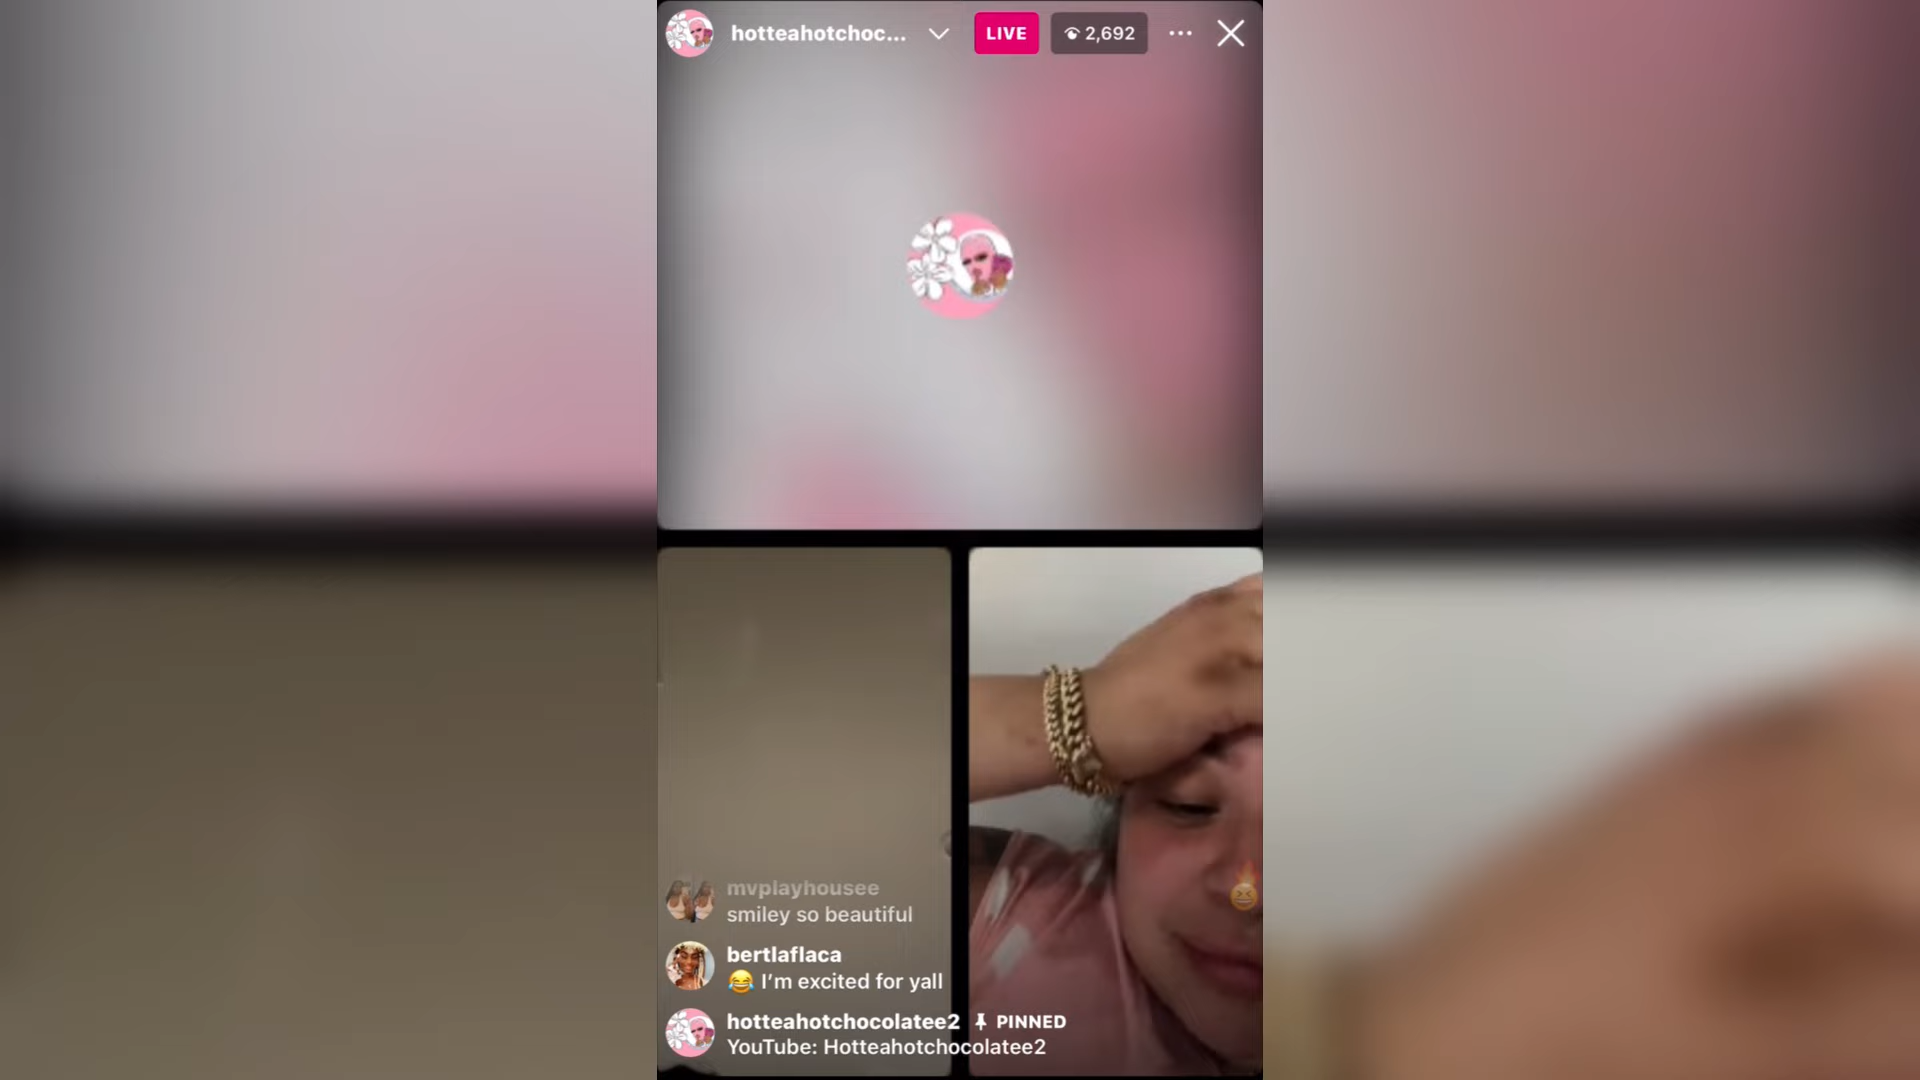 hotteahotchoc...
LIVE
2,692
mvplayhousee
smiley so beautiful
bertlaflaca
😂 I’m excited for yall
hotteahotchocolatee2 PINNED
YouTube: Hotteahotchocolatee2